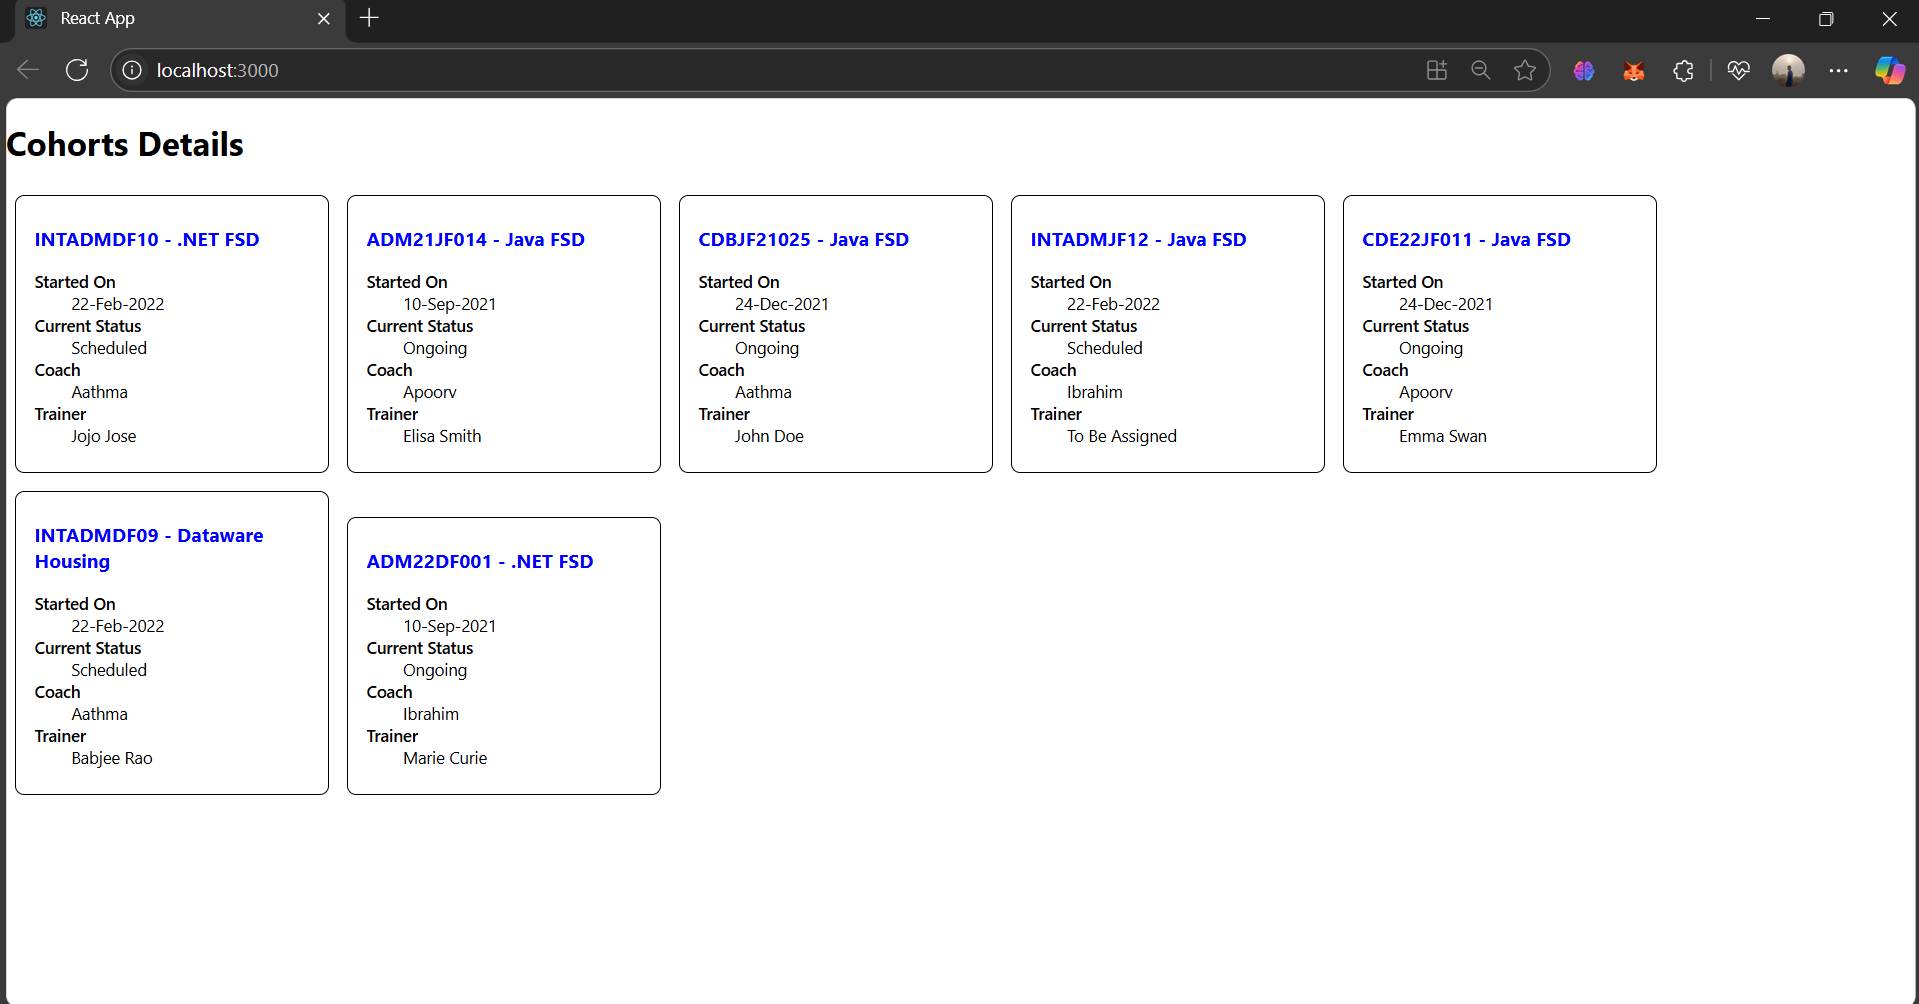 React App
localhost:3000
Cohorts Details
INTADMDF10 - .NET FSD
Started On
22-Feb-2022
Current Status
Scheduled
Coach
Aathma
Trainer
Jojo Jose
ADM21JF014 - Java FSD
Started On
10-Sep-2021
Current Status
Ongoing
Coach
Apoorv
Trainer
Elisa Smith
CDBJF21025 - Java FSD
Started On
24-Dec-2021
Current Status
Ongoing
Coach
Aathma
Trainer
John Doe
INTADMJF12 - Java FSD
Started On
22-Feb-2022
Current Status
Scheduled
Coach
Ibrahim
Trainer
To Be Assigned
CDE22JF011 - Java FSD
Started On
24-Dec-2021
Current Status
Ongoing
Coach
Apoorv
Trainer
Emma Swan
INTADMDF09 - Dataware
Housing
Started On
22-Feb-2022
Current Status
Scheduled
Coach
Aathma
Trainer
Babjee Rao
ADM22DF001 - .NET FSD
Started On
10-Sep-2021
Current Status
Ongoing
Coach
Ibrahim
Trainer
Marie Curie